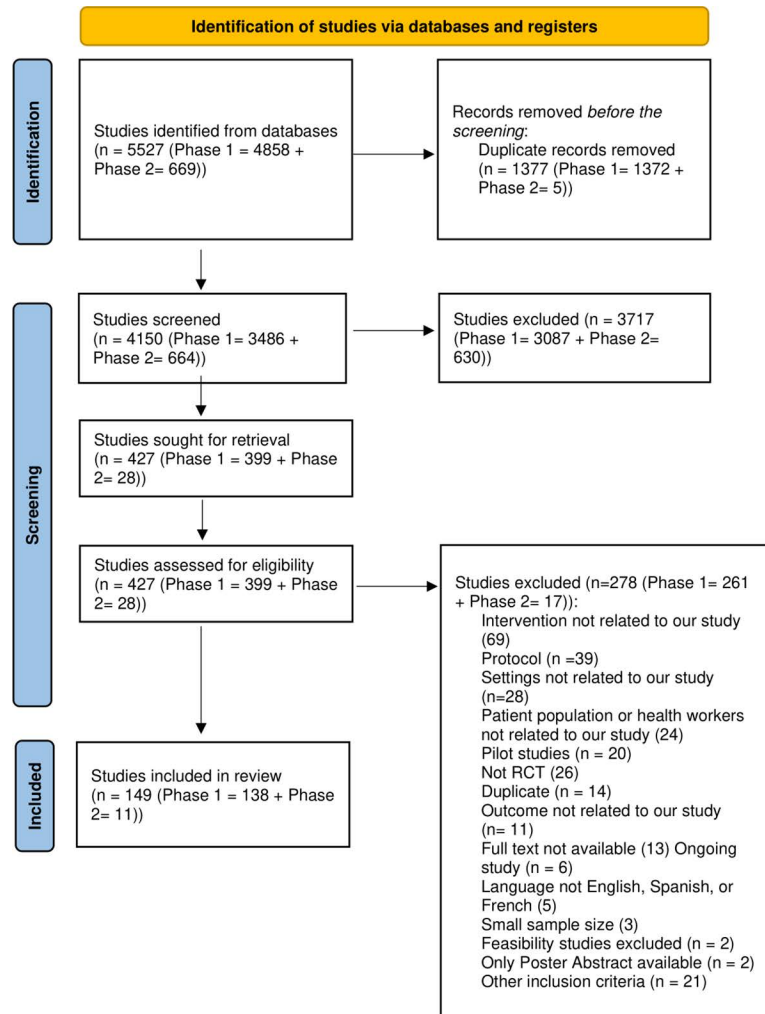 Identification of studies via databases and registers
Identification
Studies identified from databases
(n = 5527 (Phase 1 = 4858 +
Phase 2= 669))
Records removed before the
screening:
Duplicate records removed
(n = 1377 (Phase 1= 1372 +
Phase 2= 5))
Screening
Studies screened
(n = 4150 (Phase 1= 3486 +
Phase 2= 664))
Studies excluded (n = 3717
(Phase 1= 3087 + Phase 2=
630))
Studies sought for retrieval
(n = 427 (Phase 1 = 399 + Phase
2= 28))
Studies assessed for eligibility
(n = 427 (Phase 1 = 399 + Phase
2= 28))
Studies excluded (n=278 (Phase 1= 261
+ Phase 2= 17)):
Intervention not related to our study
(69)
Protocol (n =39)
Settings not related to our study
(n=28)
Patient population or health workers
not related to our study (24)
Pilot studies (n = 20)
Not RCT (26)
Duplicate (n = 14)
Outcome not related to our study
(n= 11)
Full text not available (13) Ongoing
study (n = 6)
Language not English, Spanish, or
French (5)
Small sample size (3)
Feasibility studies excluded (n = 2)
Only Poster Abstract available (n = 2)
Other inclusion criteria (n = 21)
Included
Studies included in review
(n = 149 (Phase 1 = 138 + Phase
2= 11))